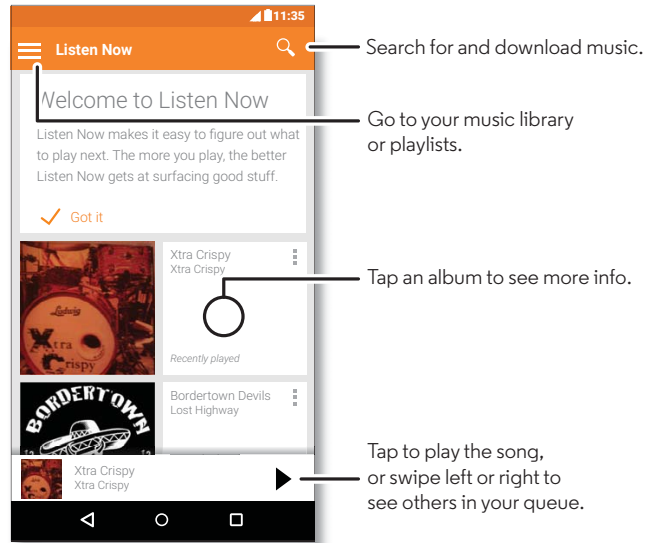 11:35
Listen Now
Search for and download music.
Welcome to Listen Now
Listen Now makes it easy to figure out what
to play next. The more you play, the better
Listen Now gets at surfacing good stuff.
Got it
Go to your music library
or playlists.
Ludwig
Xtra
Crispy
Xtra Crispy
Xtra Crispy
Recently played
Tap an album to see more info.
BORDERTOWN
Bordertown Devils
Lost Highway
Xtra Crispy
Xtra Crispy
Tap to play the song,
or swipe left or right to
see others in your queue.